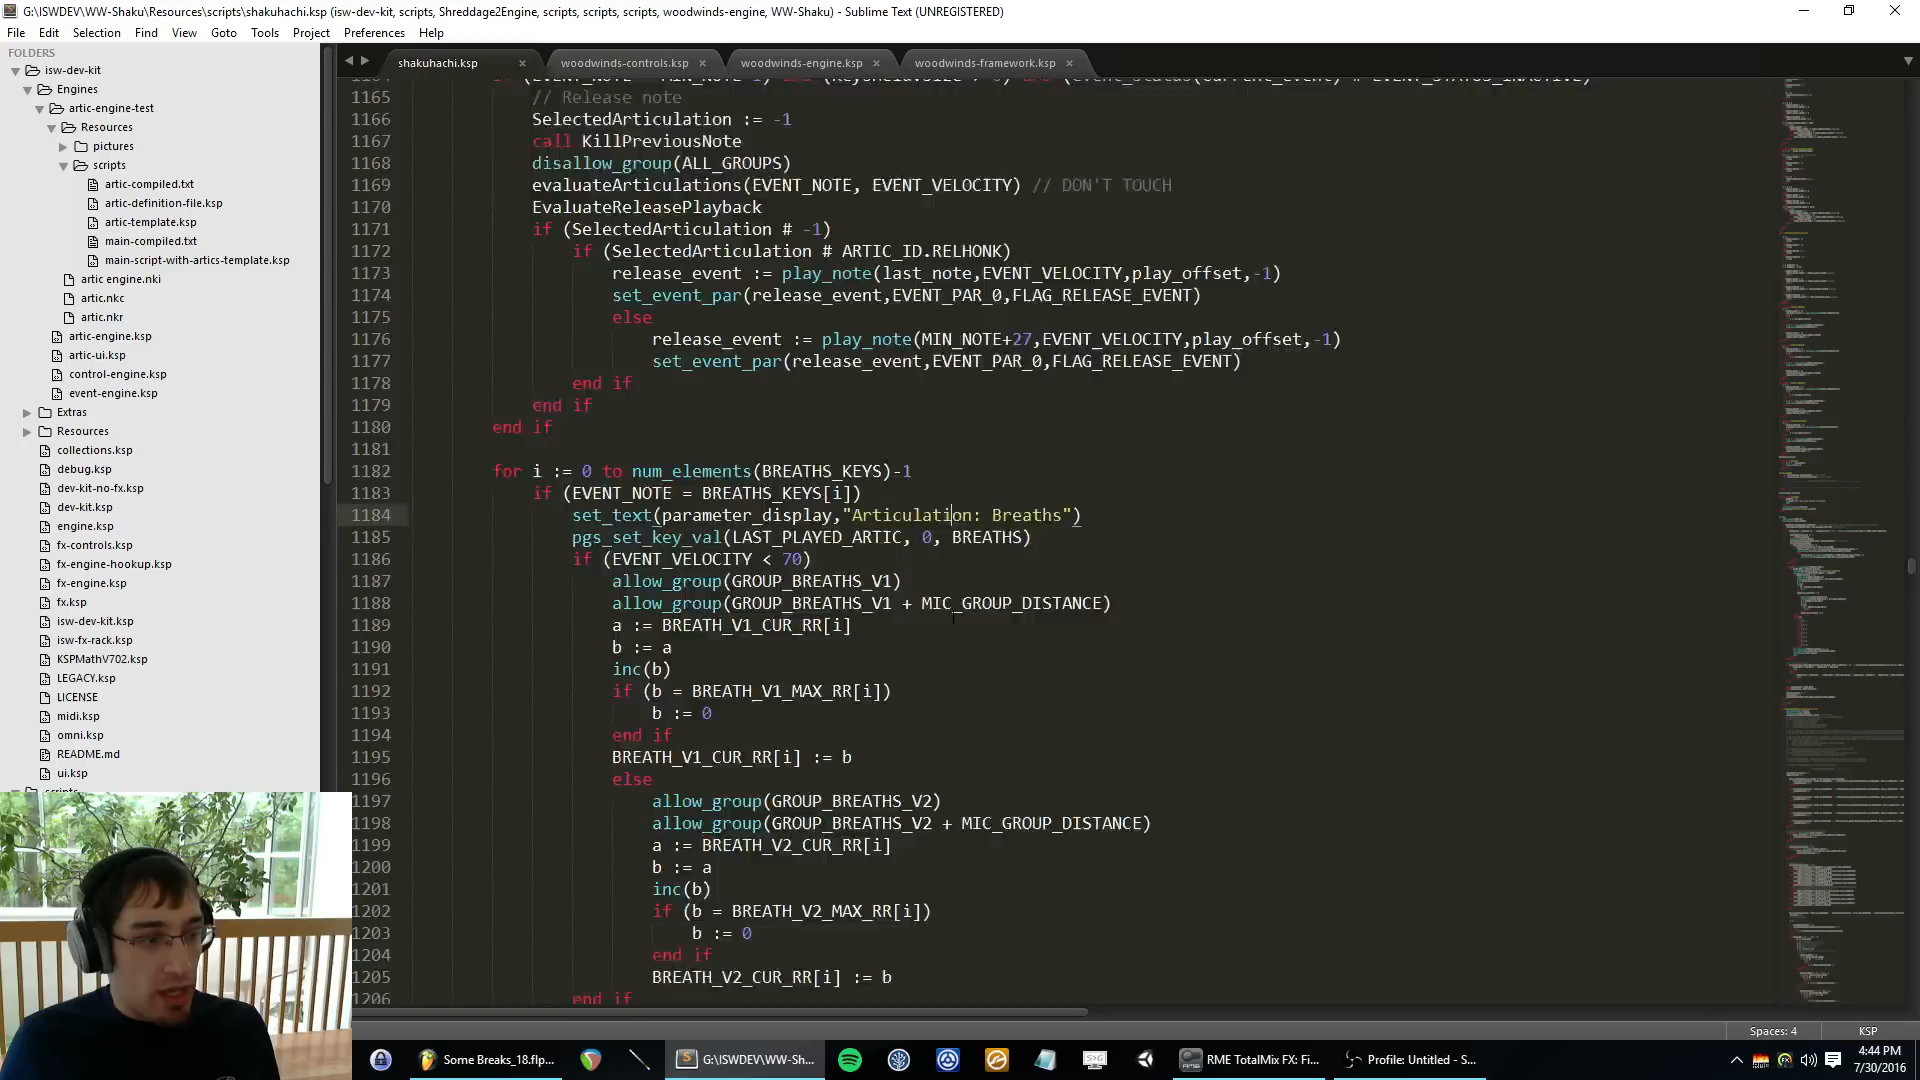 G:\ISWDEV\WW-Shaku\Resources\scripts\shakuhachi.ksp (isw-dev-kit, scripts, Shreddage2Engine, scripts, scripts, scripts, woodwinds-engine, WW-Shaku) - Sublime Text (UNREGISTERED)
File Edit Selection Find View Goto Tools Project Preferences Help
FOLDERS
isw-dev-kit
Engines
artic-engine-test
Resources
pictures
scripts
artic-compiled.txt
artic-definition-file.ksp
artic-template.ksp
main-compiled.txt
main-script-with-artics-template.ksp
artic engine.nki
artic.nkc
artic.nkr
artic-engine.ksp
artic-ui.ksp
control-engine.ksp
event-engine.ksp
Extras
Resources
collections.ksp
debug.ksp
dev-kit-no-fx.ksp
dev-kit.ksp
engine.ksp
fx-controls.ksp
fx-engine-hookup.ksp
fx-engine.ksp
fx.ksp
isw-dev-kit.ksp
isw-fx-rack.ksp
KSPMathV702.ksp
LEGACY.ksp
LICENSE
midi.ksp
omni.ksp
README.md
ui.ksp
scripts
shakuhachi.ksp × woodwinds-controls.ksp × woodwinds-engine.ksp × woodwinds-framework.ksp ×
1165 // Release note
1166 SelectedArticulation := -1
1167 call KillPreviousNote
1168 disallow_group(ALL_GROUPS)
1169 evaluateArticulations(EVENT_NOTE, EVENT_VELOCITY) // DON'T TOUCH
1170 EvaluateReleasePlayback
1171 if (SelectedArticulation # -1)
1172 if (SelectedArticulation # ARTIC_ID.RELHONK)
1173 release_event := play_note(last_note,EVENT_VELOCITY,play_offset,-1)
1174 set_event_par(release_event,EVENT_PAR_0,FLAG_RELEASE_EVENT)
1175 else
1176 release_event := play_note(MIN_NOTE+27,EVENT_VELOCITY,play_offset,-1)
1177 set_event_par(release_event,EVENT_PAR_0,FLAG_RELEASE_EVENT)
1178 end if
1179 end if
1180 end if
1181
1182 for i := 0 to num_elements(BREATHS_KEYS)-1
1183 if (EVENT_NOTE = BREATHS_KEYS[i])
1184 set_text(parameter_display,"Articulation: Breaths")
1185 pgs_set_key_val(LAST_PLAYED_ARTIC, 0, BREATHS)
1186 if (EVENT_VELOCITY < 70)
1187 allow_group(GROUP_BREATHS_V1)
1188 allow_group(GROUP_BREATHS_V1 + MIC_GROUP_DISTANCE)
1189 a := BREATH_V1_CUR_RR[i]
1190 b := a
1191 inc(b)
1192 if (b = BREATH_V1_MAX_RR[i])
1193 b := 0
1194 end if
1195 BREATH_V1_CUR_RR[i] := b
1196 else
1197 allow_group(GROUP_BREATHS_V2)
1198 allow_group(GROUP_BREATHS_V2 + MIC_GROUP_DISTANCE)
1199 a := BREATH_V2_CUR_RR[i]
1200 b := a
1201 inc(b)
1202 if (b = BREATH_V2_MAX_RR[i])
1203 b := 0
1204 end if
1205 BREATH_V2_CUR_RR[i] := b
1206 end if
Spaces: 4 KSP
Some Breaks_18.flp... G:\ISWDEV\WW-Sh... RME TotalMix FX: Fi... Profile: Untitled - S...
4:44 PM
7/30/2016